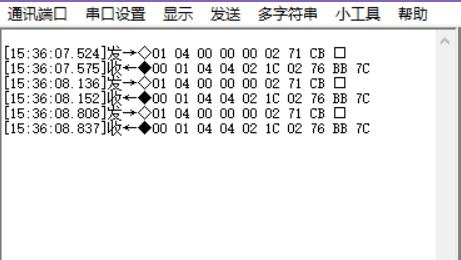 通讯端口 串口设置 显示 发送 多字符串 小工具 帮助
[15:36:07.524]发→◇01 04 00 00 00 02 71 CB □
[15:36:07.575]收←◆00 01 04 04 02 1C 02 76 BB 7C
[15:36:08.136]发→◇01 04 00 00 00 02 71 CB □
[15:36:08.152]收←◆00 01 04 04 02 1C 02 76 BB 7C
[15:36:08.808]发→◇01 04 00 00 00 02 71 CB □
[15:36:08.837]收←◆00 01 04 04 02 1C 02 76 BB 7C